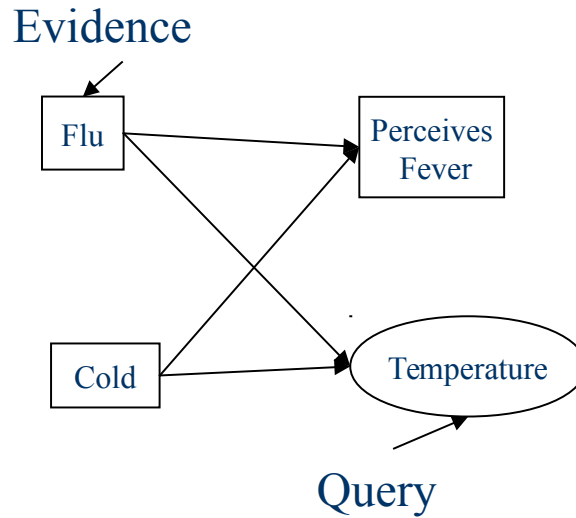 Evidence
Flu
Perceives
Fever
Cold
Temperature
Query